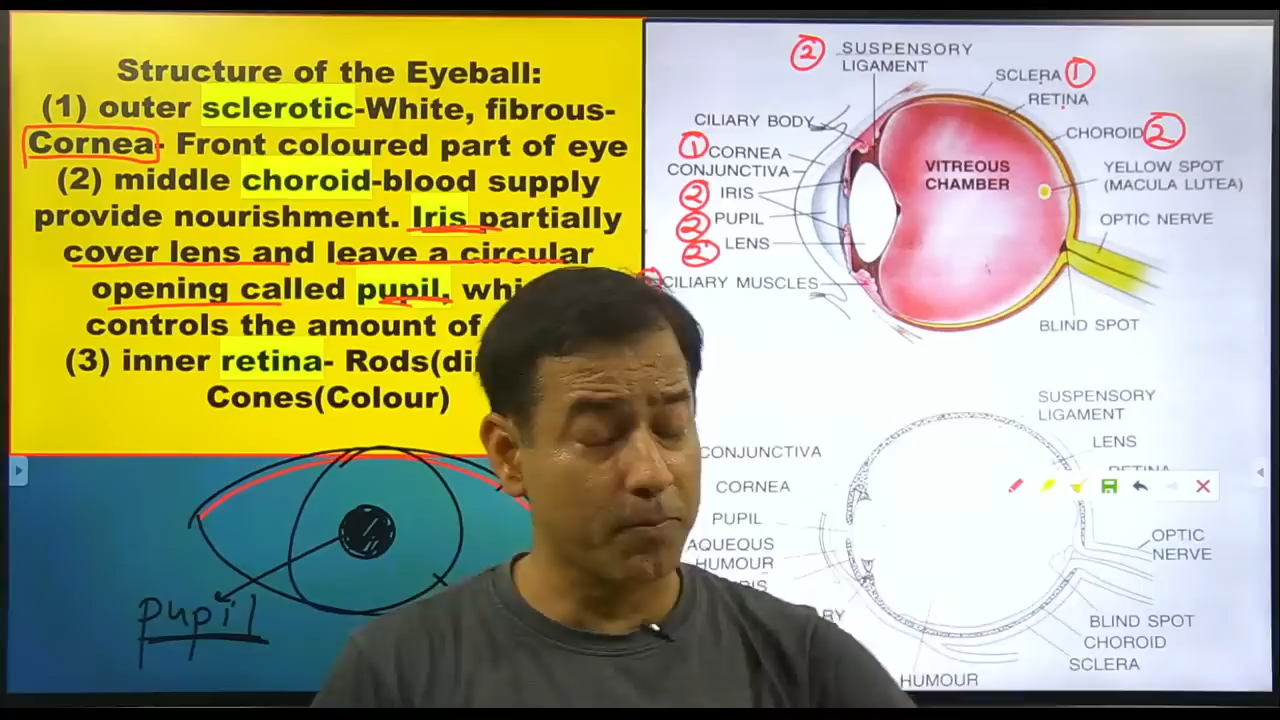 Structure of the Eyeball:
(1) outer sclerotic-White, fibrous-
Cornea- Front coloured part of eye
(2) middle choroid-blood supply
provide nourishment. Iris partially
cover lens and leave a circular
opening called pupil,
controls the amount of
(3) inner retina- Rods(di
Cones(Colour)
pupil
② SUSPENSORY
LIGAMENT
SCLERA ①
RETINA
CILIARY BODY
CHOROID ②
① CORNEA
CONJUNCTIVA
② IRIS
② PUPIL
② LENS
CILIARY MUSCLES
VITREOUS
CHAMBER
YELLOW SPOT
(MACULA LUTEA)
OPTIC NERVE
BLIND SPOT
SUSPENSORY
LIGAMENT
LENS
RETINA
CONJUNCTIVA
CORNEA
PUPIL
AQUEOUS
HUMOUR
OPTIC
NERVE
BLIND SPOT
CHOROID
SCLERA
HUMOUR